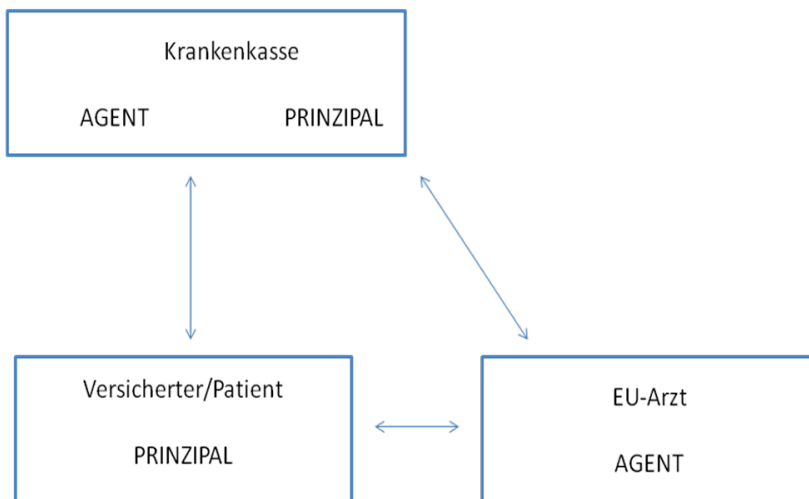 Krankenkasse
AGENT PRINZIPAL
Versicherter/Patient
PRINZIPAL
EU-Arzt
AGENT